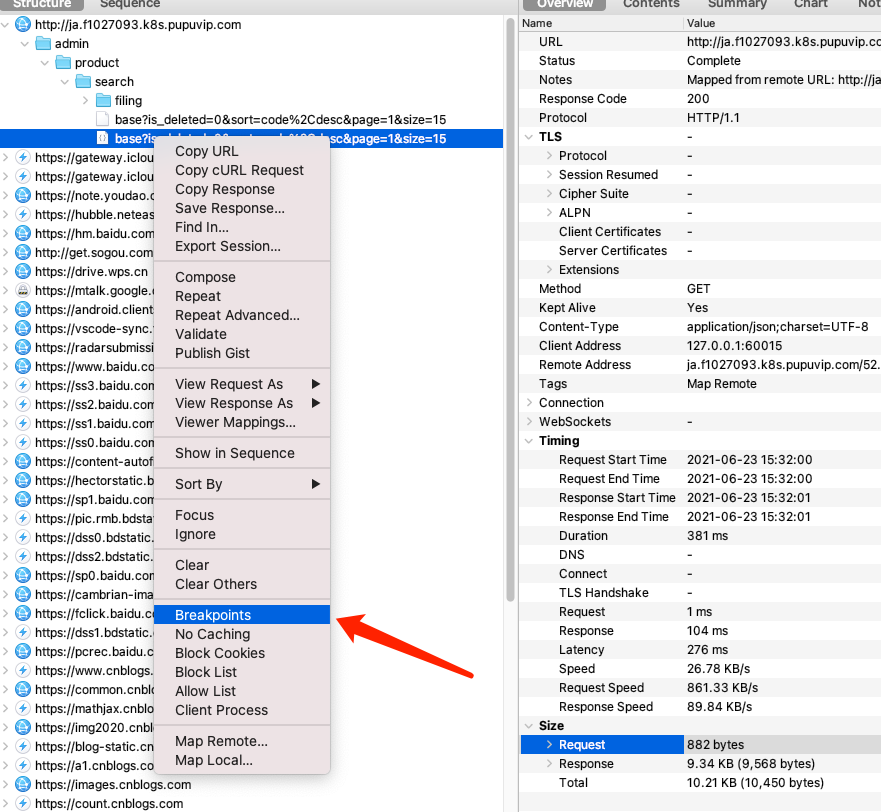 Structure Sequence
http://ja.f1027093.k8s.pupuvip.com
admin
product
search
filing
base?is_deleted=0&sort=code%2Cdesc&page=1&size=15
base?is_deleted=0&sort=code%2Cdesc&page=1&size=15
https://gateway.iclou
https://gateway.iclou
https://note.youdao.c
https://hubble.neteas
https://hm.baidu.com
http://get.sogou.com
https://drive.wps.cn
https://mtalk.google.
https://android.client
https://vscode-sync.
https://radarsubmissi
https://www.baidu.co
https://ss3.baidu.con
https://ss2.baidu.con
https://ss1.baidu.com
https://ss0.baidu.con
https://content-autof
https://hectorstatic.b
https://sp1.baidu.con
https://pic.rmb.bdsta
https://dss0.bdstatic.
https://dss2.bdstatic.
https://sp0.baidu.con
https://cambrian-ima
https://fclick.baidu.cc
https://dss1.bdstatic.
https://pcrec.baidu.c
https://www.cnblogs.
https://common.cnblo
https://mathjax.cnblo
https://img2020.cnbl
https://blog-static.cn
https://a1.cnblogs.co
https://images.cnblogs.com
https://count.cnblogs.com
Copy URL
Copy cURL Request
Copy Response
Save Response...
Find In...
Export Session...
Compose
Repeat
Repeat Advanced...
Validate
Publish Gist
View Request As
View Response As
Viewer Mappings...
Show in Sequence
Sort By
Focus
Ignore
Clear
Clear Others
Breakpoints
No Caching
Block Cookies
Block List
Allow List
Client Process
Map Remote...
Map Local...
Overview Contents Summary Chart Not
Name Value
URL http://ja.f1027093.k8s.pupuvip.co
Status Complete
Notes Mapped from remote URL: http://ja
Response Code 200
Protocol HTTP/1.1
TLS -
Protocol -
Session Resumed -
Cipher Suite -
ALPN -
Client Certificates -
Server Certificates -
Extensions
Method GET
Kept Alive Yes
Content-Type application/json;charset=UTF-8
Client Address 127.0.0.1:60015
Remote Address ja.f1027093.k8s.pupuvip.com/52.
Tags Map Remote
Connection
WebSockets -
Timing
Request Start Time 2021-06-23 15:32:00
Request End Time 2021-06-23 15:32:00
Response Start Time 2021-06-23 15:32:01
Response End Time 2021-06-23 15:32:01
Duration 381 ms
DNS -
Connect -
TLS Handshake -
Request 1 ms
Response 104 ms
Latency 276 ms
Speed 26.78 KB/s
Request Speed 861.33 KB/s
Response Speed 89.84 KB/s
Size
Request 882 bytes
Response 9.34 KB (9,568 bytes)
Total 10.21 KB (10,450 bytes)